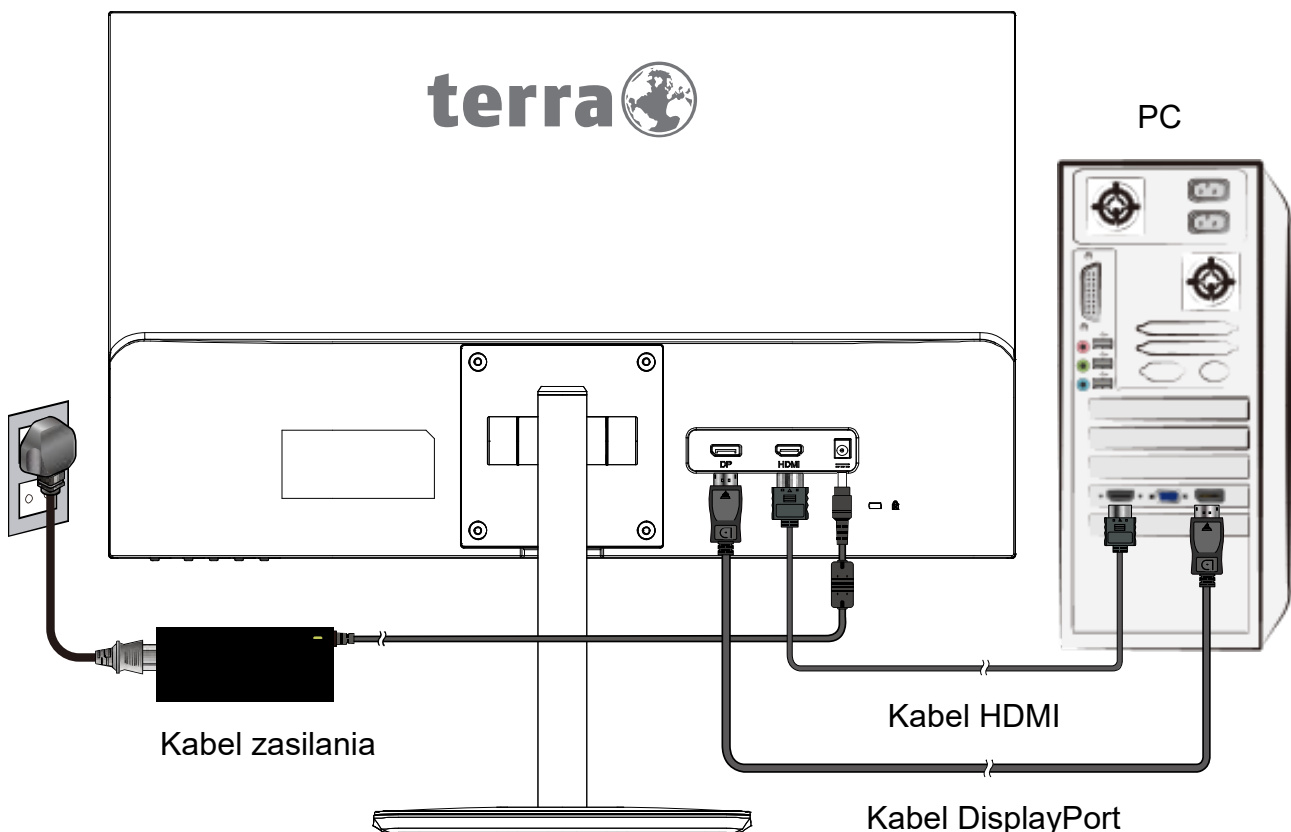 terra
PC
DP HDMI
Kabel HDMI
Kabel zasilania
Kabel DisplayPort